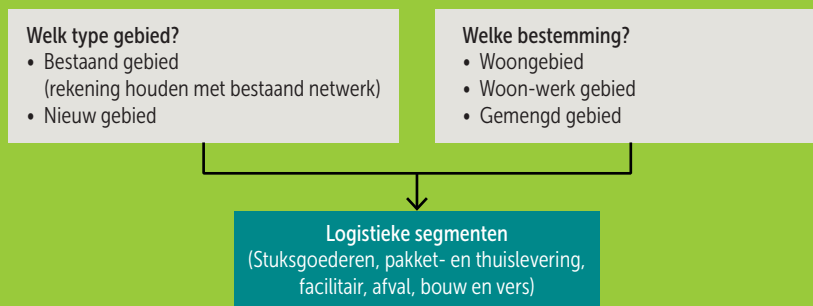 Welk type gebied?
• Bestaand gebied
(rekening houden met bestaand netwerk)
• Nieuw gebied
Welke bestemming?
• Woongebied
• Woon-werk gebied
• Gemengd gebied
Logistieke segmenten
(Stuksgoederen, pakket- en thuislevering,
facilitair, afval, bouw en vers)